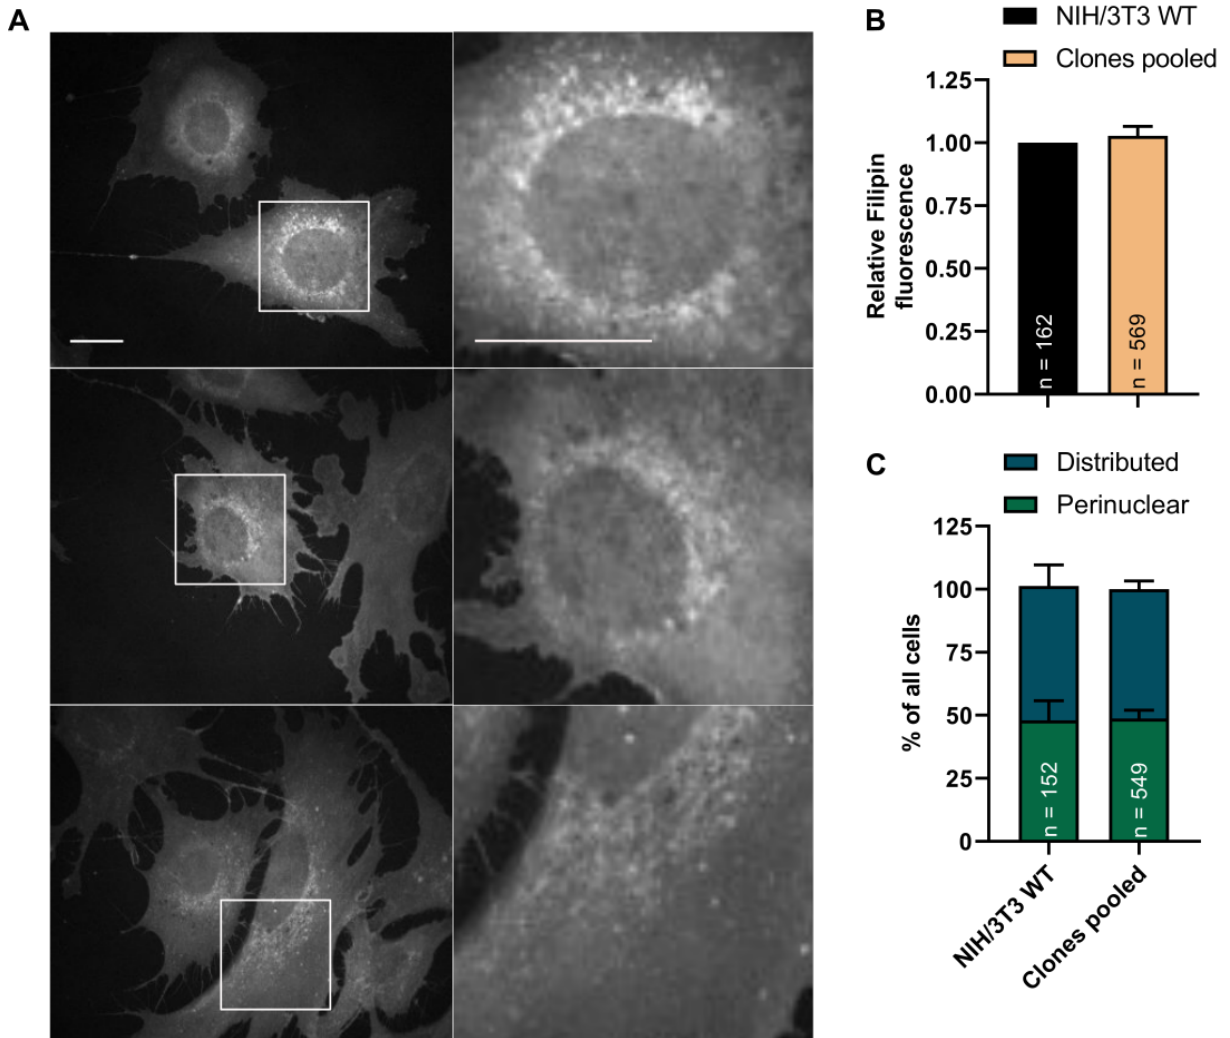 A
B
NIH/3T3 WT
Clones pooled
1.25
1.00
0.75
0.50
0.25
0.00
Relative Filipin
fluorescence
n = 162
n = 569
C
Distributed
Perinuclear
125
100
75
50
25
0
% of all cells
n = 152
n = 549
NIH/3T3 WT
Clones pooled